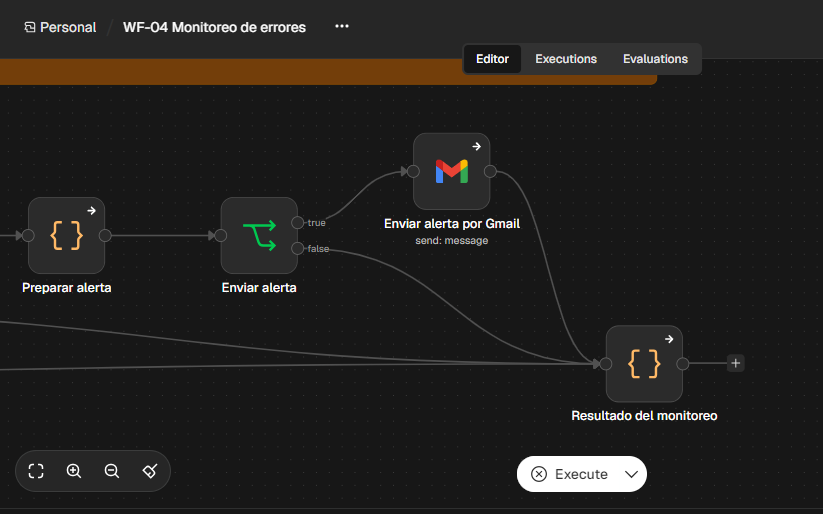 Personal / WF-04 Monitoreo de errores ...
Editor Executions Evaluations
true
false
Preparar alerta
Enviar alerta
Enviar alerta por Gmail
send: message
Resultado del monitoreo
Execute